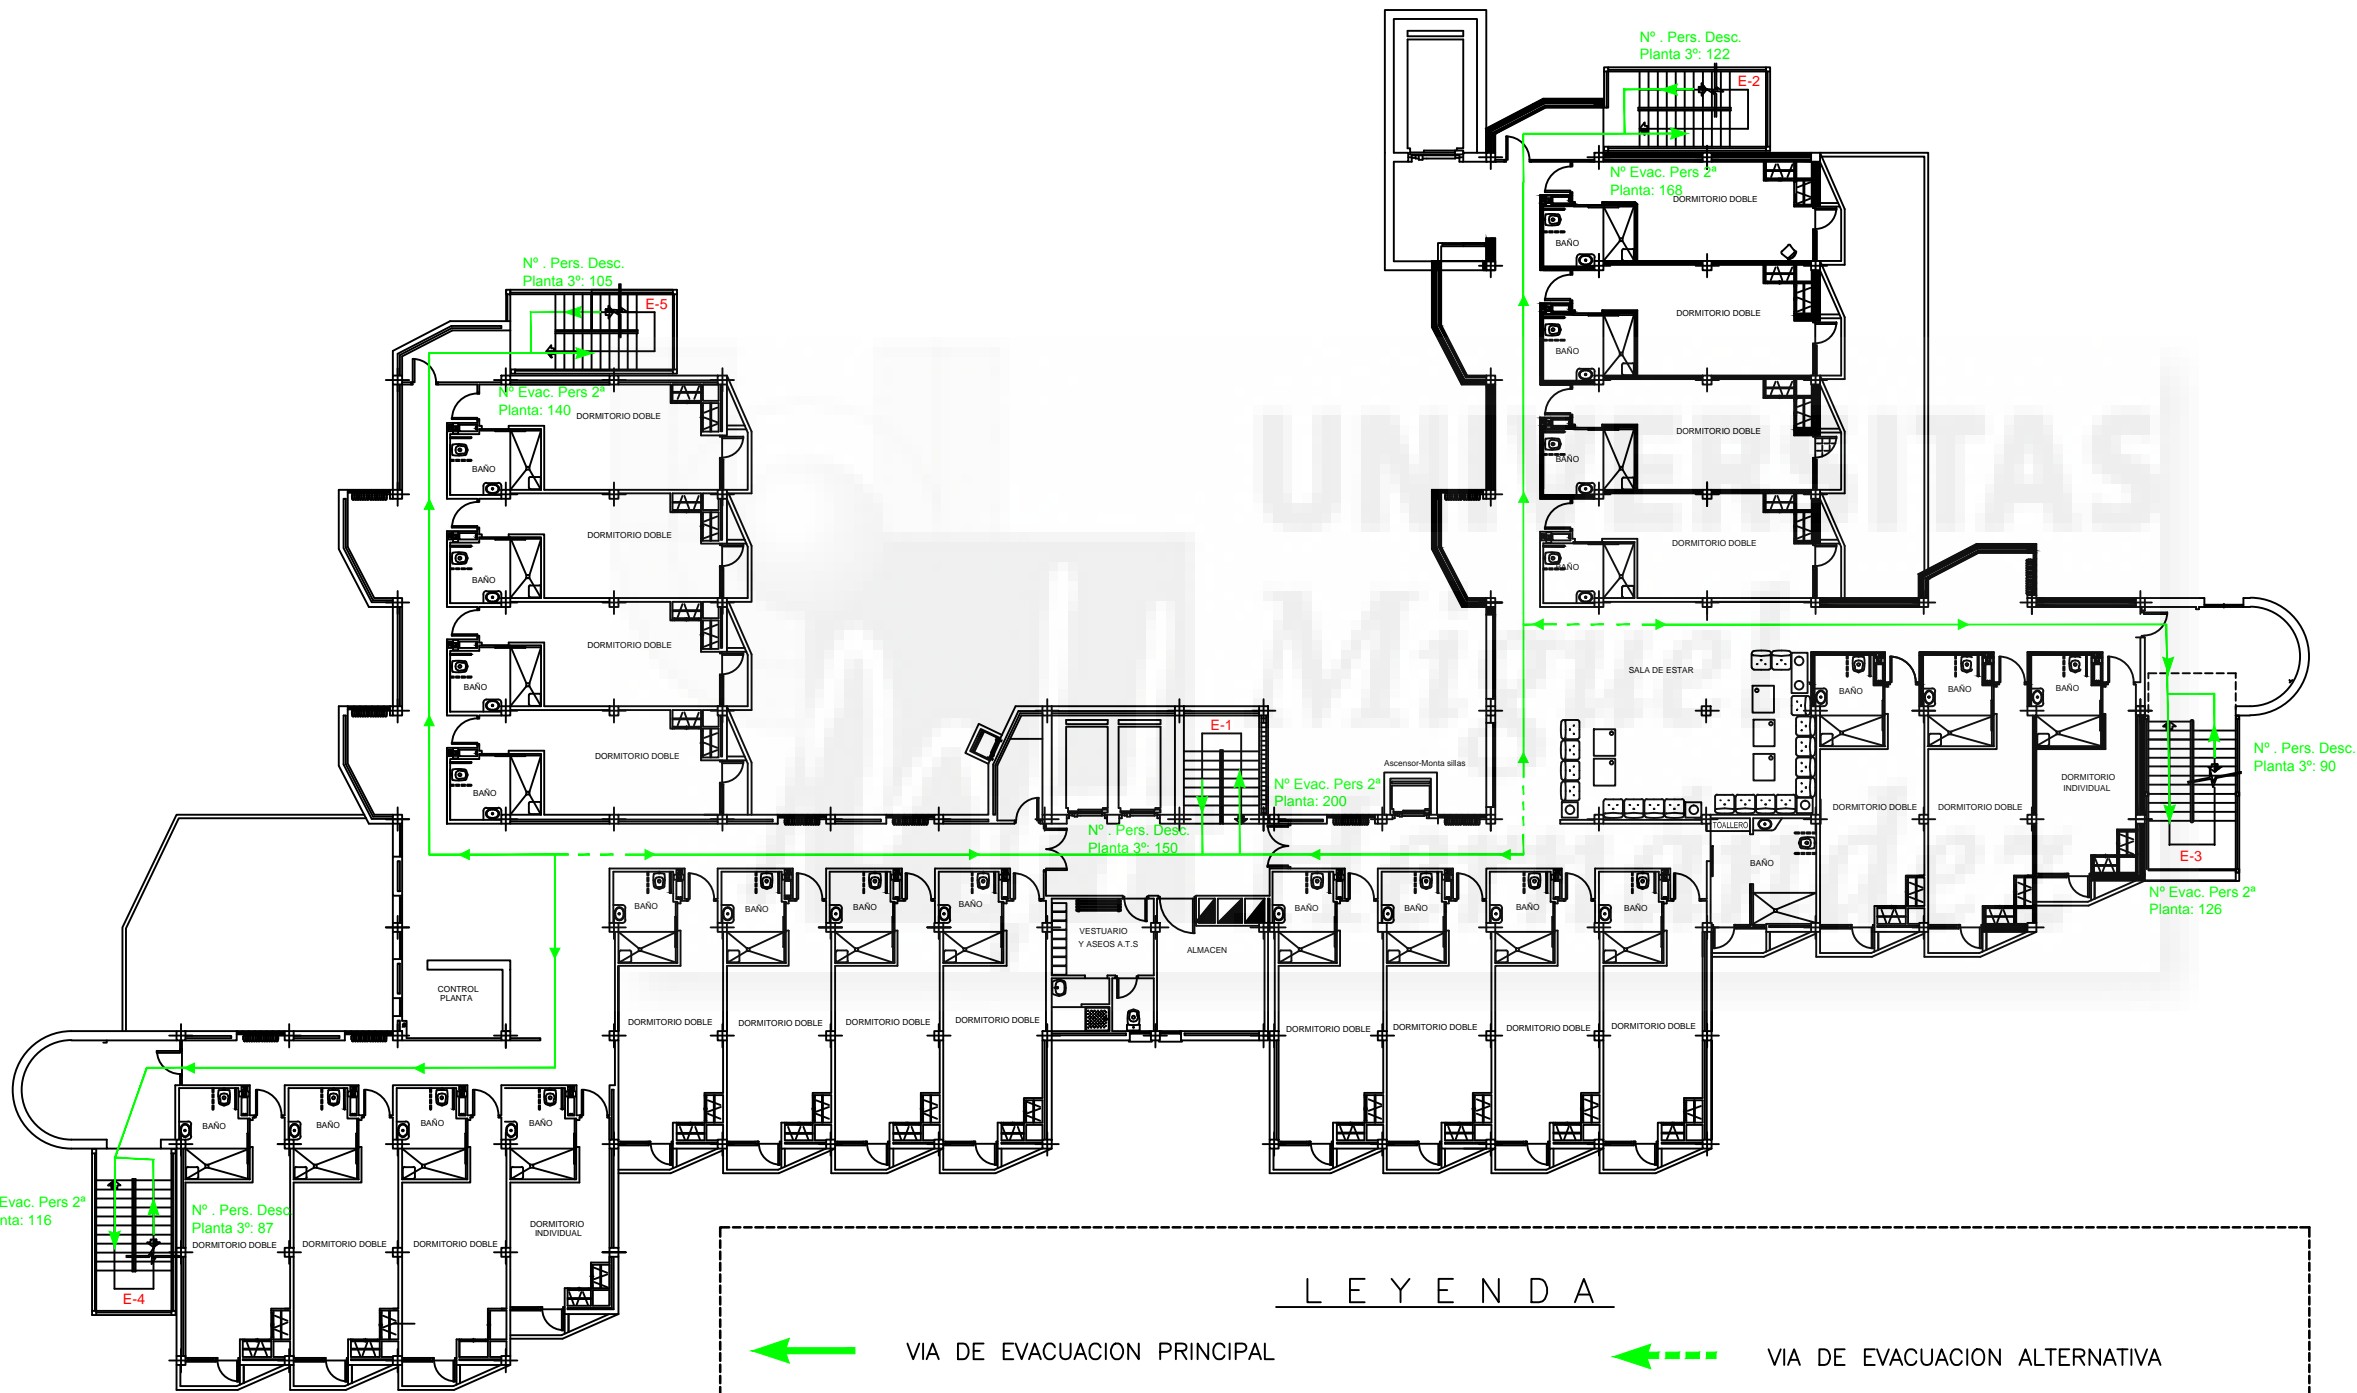 Nº . Pers. Desc.
Planta 3º: 122
E-2
Nº Evac. Pers 2ª
Planta: 168
DORMITORIO DOBLE
BAÑO
Nº . Pers. Desc.
Planta 3º: 105
E-5
DORMITORIO DOBLE
BAÑO
Nº Evac. Pers 2ª
Planta: 140
DORMITORIO DOBLE
BAÑO
DORMITORIO DOBLE
BAÑO
DORMITORIO DOBLE
BAÑO
DORMITORIO DOBLE
BAÑO
DORMITORIO DOBLE
BAÑO
DORMITORIO DOBLE
BAÑO
UNIVERSITAS
Miguel
Hernández
SALA DE ESTAR
BAÑO
BAÑO
BAÑO
E-1
Ascensor-Monta sillas
Nº Evac. Pers 2ª
Planta: 200
Nº . Pers. Desc.
Planta 3º: 150
Nº . Pers. Desc.
Planta 3º: 90
DORMITORIO
INDIVIDUAL
DORMITORIO DOBLE
DORMITORIO DOBLE
TOALLERO
BAÑO
E-3
Nº Evac. Pers 2ª
Planta: 126
BAÑO
BAÑO
BAÑO
BAÑO
BAÑO
BAÑO
BAÑO
BAÑO
VESTUARIO
Y ASEOS A.T.S
ALMACEN
CONTROL
PLANTA
DORMITORIO DOBLE
DORMITORIO DOBLE
DORMITORIO DOBLE
DORMITORIO DOBLE
DORMITORIO DOBLE
DORMITORIO DOBLE
DORMITORIO DOBLE
DORMITORIO DOBLE
BAÑO
BAÑO
BAÑO
BAÑO
Evac. Pers 2ª
nta: 116
Nº . Pers. Desc
Planta 3º: 87
DORMITORIO DOBLE
DORMITORIO DOBLE
DORMITORIO DOBLE
DORMITORIO
INDIVIDUAL
E-4
LEYENDA
VIA DE EVACUACION PRINCIPAL
VIA DE EVACUACION ALTERNATIVA